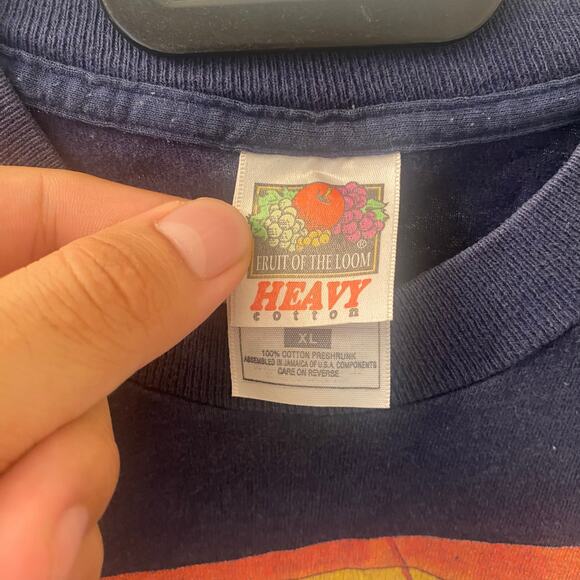 ®
FRUIT OF THE LOOM
HEAVY
cotton
XL
100% COTTON PRESHRUNK
ASSEMBLED IN JAMAICA OF U.S.A. COMPONENTS
CARE ON REVERSE